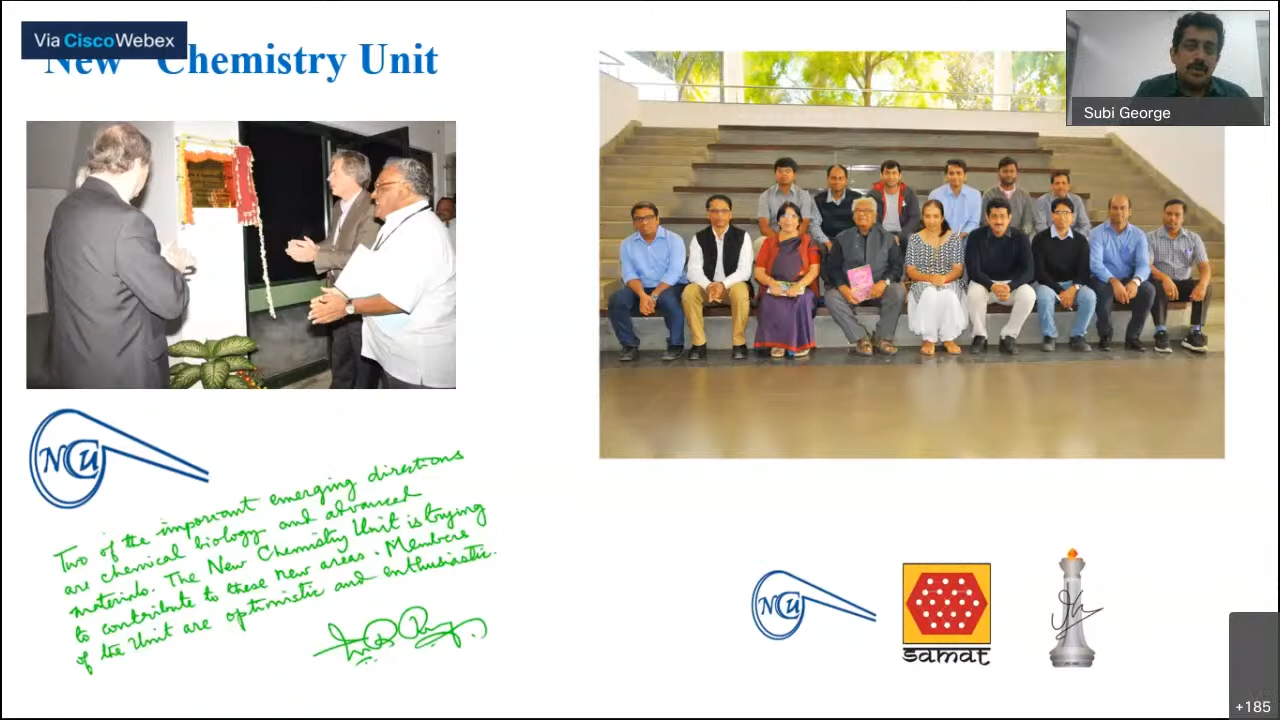 Via CiscoWebex
New Chemistry Unit
Subi George
NCU
Two of the important emerging directions
are chemical biology and advanced
materials. The New Chemistry Unit is trying
to contribute to these new areas. Members
of the Unit are optimistic and enthusiastic.
NCU
samat
+185